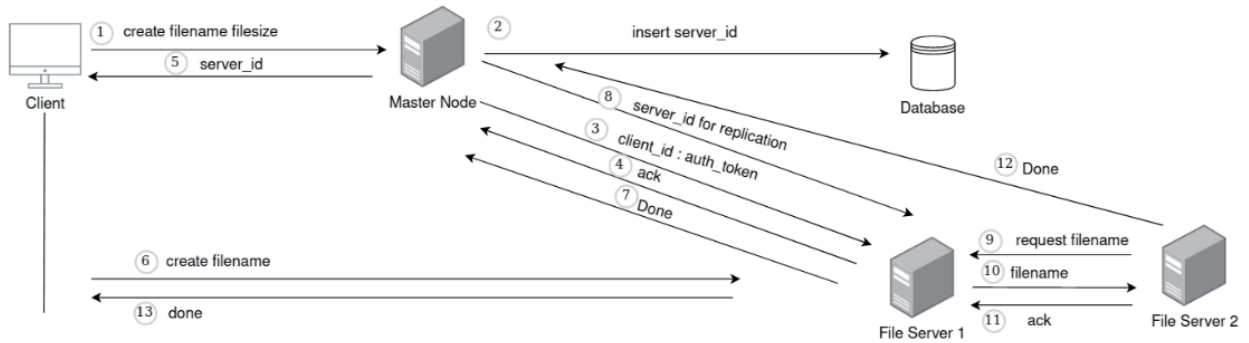 1 create filename filesize
2 insert server_id
5 server_id
Client
Master Node
Database
8 server_id for replication
3 client_id : auth_token
4 ack
7 Done
12 Done
6 create filename
9 request filename
10 filename
13 done
11 ack
File Server 1
File Server 2